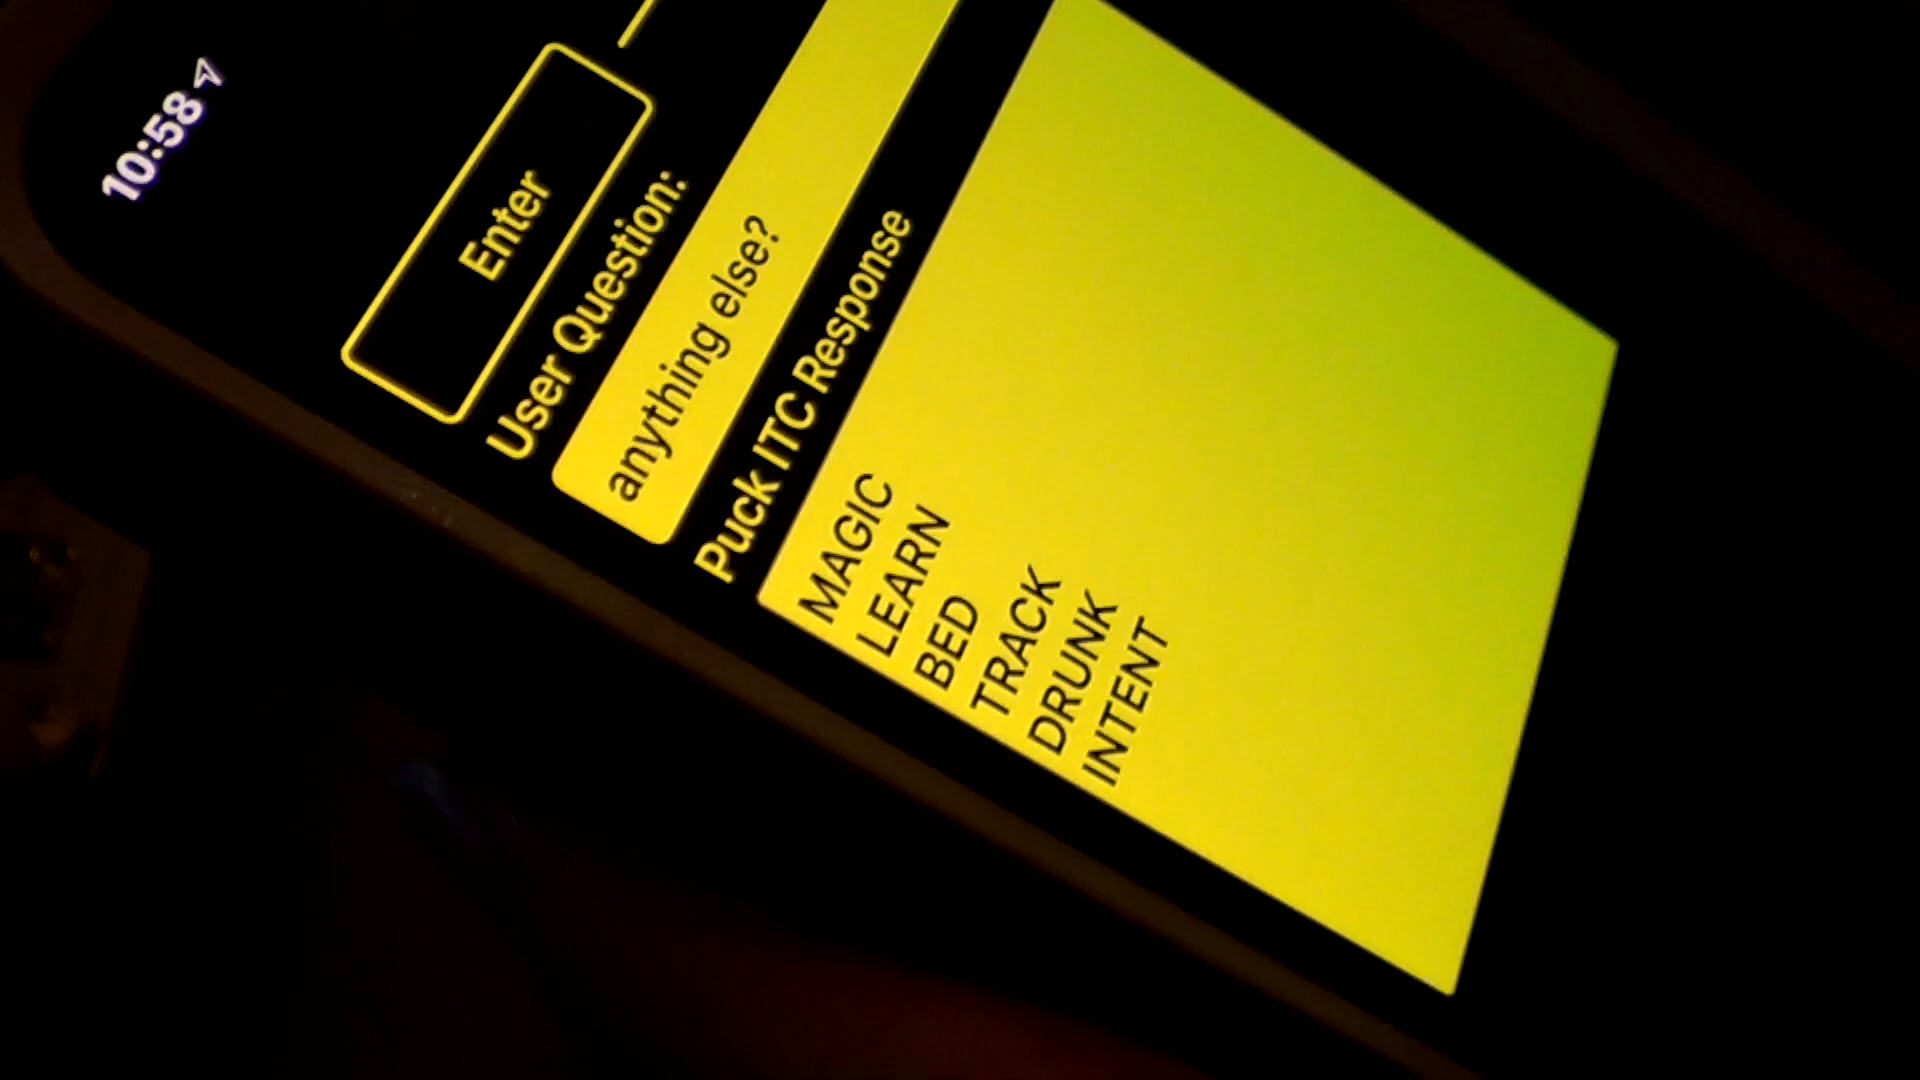 10:58
Enter
User Question:
anything else?
Puck ITC Response
MAGIC
LEARN
BED
TRACK
DRUNK
INTENT